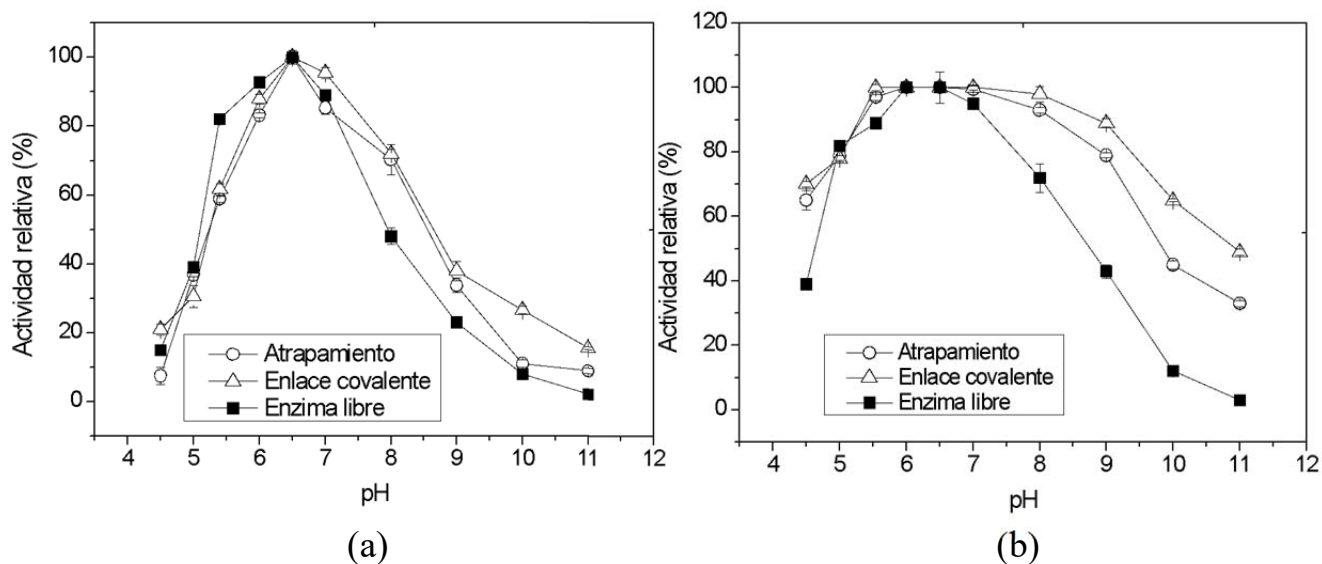 Actividad relativa (%)
100
80
60
40
20
0
Atrapamiento
Enlace covalente
Enzima libre
4 5 6 7 8 9 10 11 12
pH
(a)
Actividad relativa (%)
120
100
80
60
40
20
0
Atrapamiento
Enlace covalente
Enzima libre
4 5 6 7 8 9 10 11 12
pH
(b)